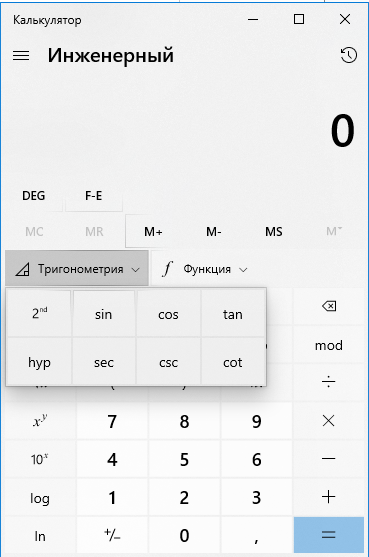 Калькулятор
Инженерный
0
DEG F-E
MC MR M+ M- MS M˅
Тригонометрия f Функция
2ⁿᵈ sin cos tan
mod
hyp sec csc cot
÷
xʸ 7 8 9 ×
10ˣ 4 5 6 −
log 1 2 3 +
ln +/− 0 , =